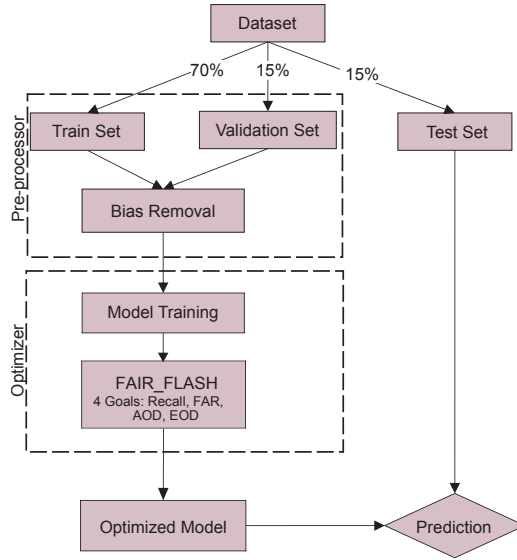 Dataset
70%
15%
15%
Train Set
Validation Set
Test Set
Pre-processor
Bias Removal
Optimizer
Model Training
FAIR_FLASH
4 Goals: Recall, FAR,
AOD, EOD
Optimized Model
Prediction